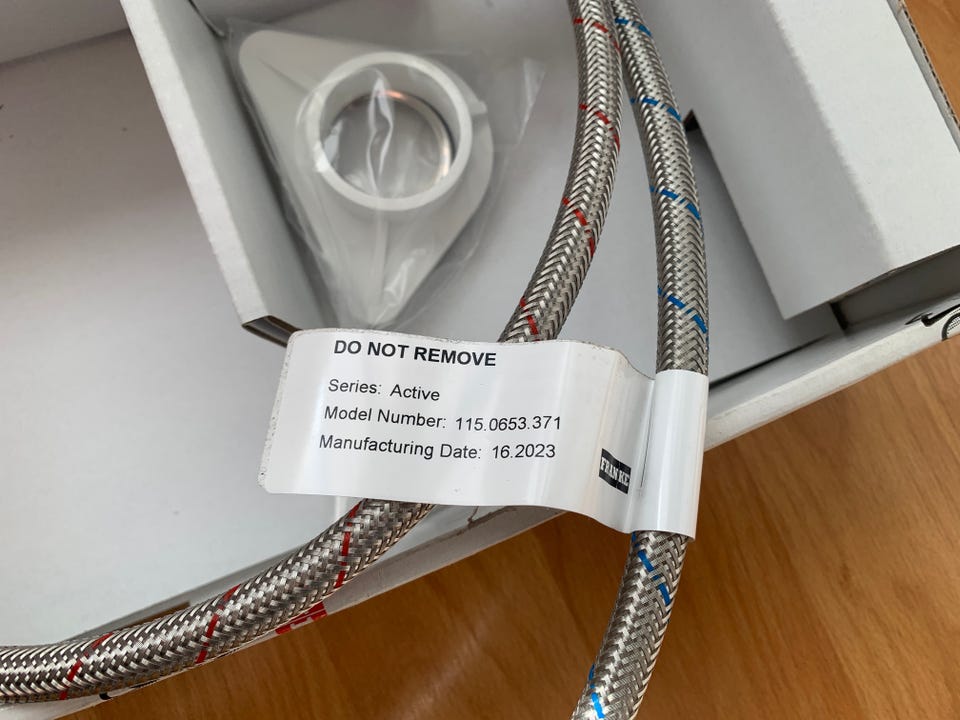 DO NOT REMOVE
Series: Active
Model Number: 115.0653.371
Manufacturing Date: 16.2023
FRANKE